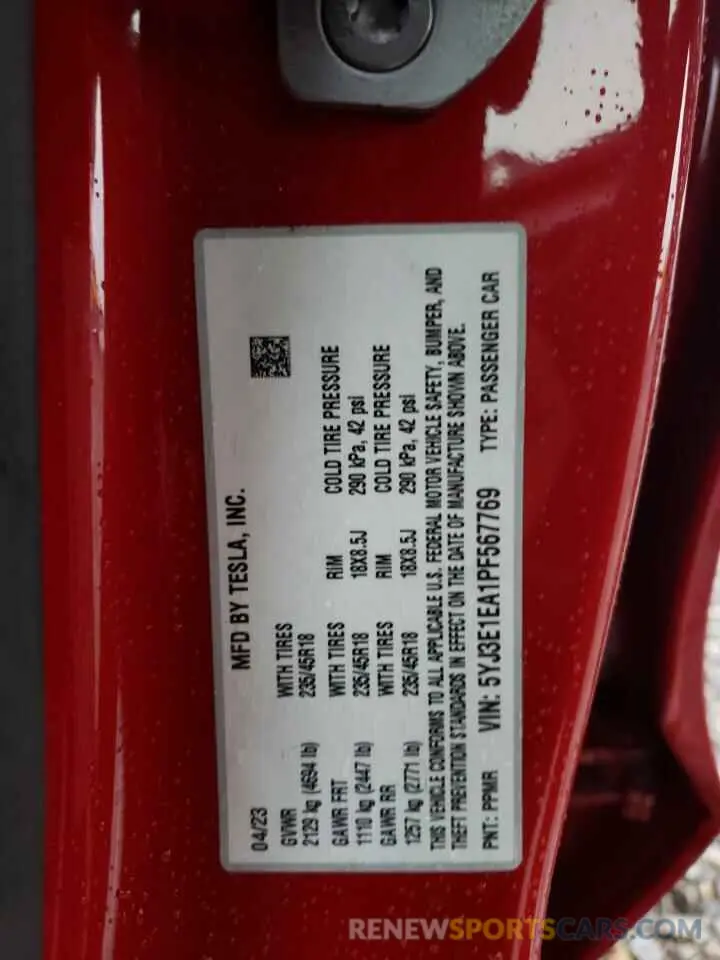 MFD BY TESLA, INC.
04/23
GVWR WITH TIRES
2129 kg (4694 lb) 235/45R18
GAWR FRT WITH TIRES RIM COLD TIRE PRESSURE
1110 kg (2447 lb) 235/45R18 18X8.5J 290 kPa, 42 psi
GAWR RR WITH TIRES RIM COLD TIRE PRESSURE
1257 kg (2771 lb) 235/45R18 18X8.5J 290 kPa, 42 psi
THIS VEHICLE CONFORMS TO ALL APPLICABLE U.S. FEDERAL MOTOR VEHICLE SAFETY, BUMPER, AND
THEFT PREVENTION STANDARDS IN EFFECT ON THE DATE OF MANUFACTURE SHOWN ABOVE.
PNT: PPMR VIN: 5YJ3E1EA1PF567769 TYPE: PASSENGER CAR
RENEWSPORTSCARS.COM